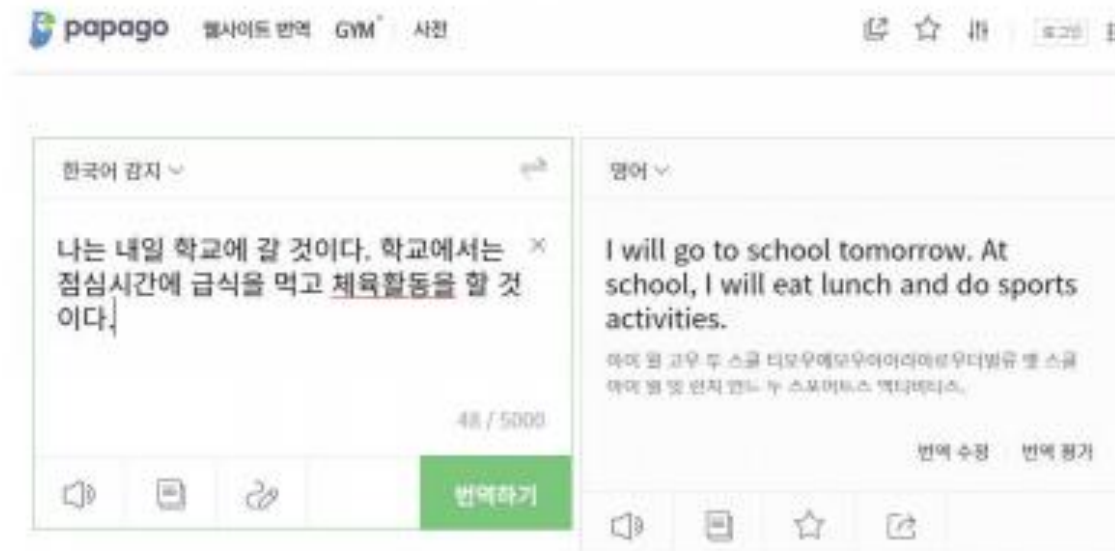 papago 웹사이트 번역 GYM 사전
한국어 감지
나는 내일 학교에 갈 것이다. 학교에서는
점심시간에 급식을 먹고 체육활동을 할 것
이다.
48 / 5000
번역하기
영어
I will go to school tomorrow. At
school, I will eat lunch and do sports
activities.
번역 수정 번역 평가